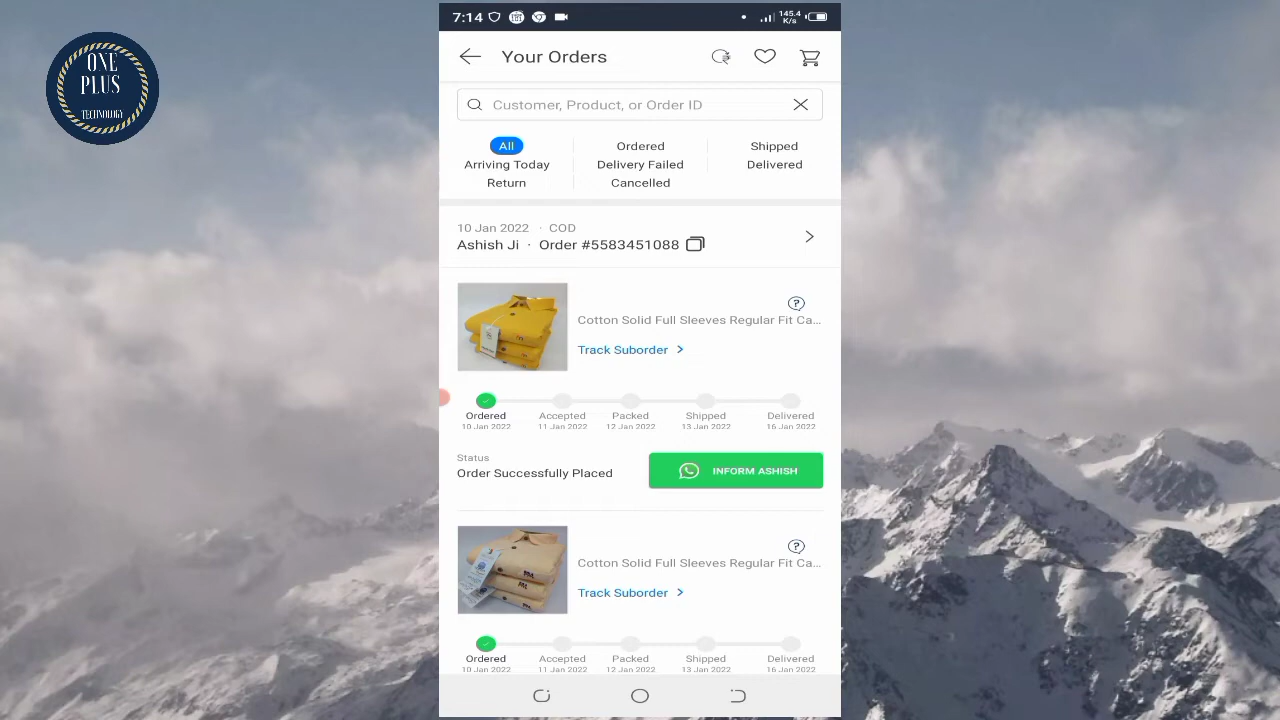 ONE
PLUS
TECHNOLOGY
7:14
145.4
K/s
Your Orders
Customer, Product, or Order ID
All
Ordered
Shipped
Arriving Today
Delivery Failed
Delivered
Return
Cancelled
10 Jan 2022 · COD
Ashish Ji · Order #5583451088
Cotton Solid Full Sleeves Regular Fit Ca...
Track Suborder
Ordered Accepted Packed Shipped Delivered
10 Jan 2022 11 Jan 2022 12 Jan 2022 13 Jan 2022 16 Jan 2022
Status
Order Successfully Placed
INFORM ASHISH
Cotton Solid Full Sleeves Regular Fit Ca...
Track Suborder
Ordered Accepted Packed Shipped Delivered
10 Jan 2022 11 Jan 2022 12 Jan 2022 13 Jan 2022 16 Jan 2022